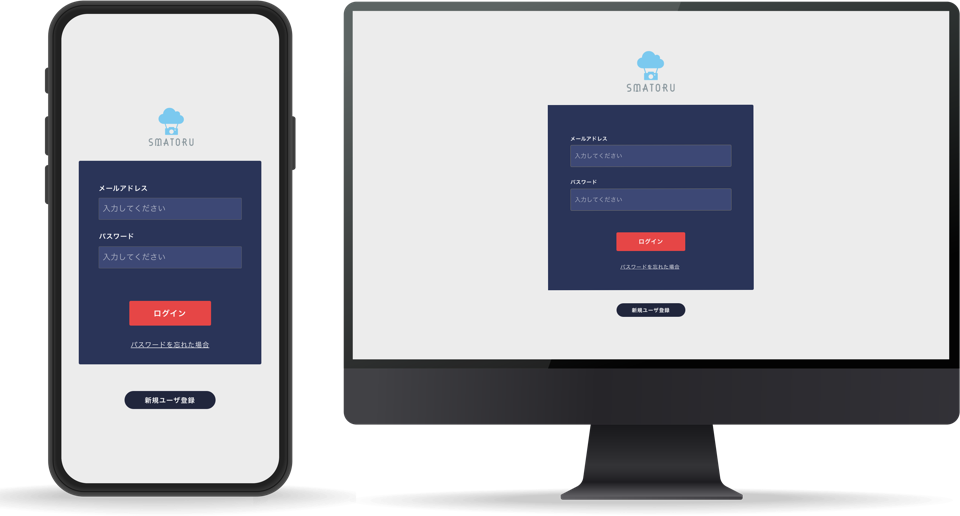 SMATORU
メールアドレス
入力してください
パスワード
入力してください
ログイン
パスワードを忘れた場合
新規ユーザ登録
SMATORU
メールアドレス
入力してください
パスワード
入力してください
ログイン
パスワードを忘れた場合
新規ユーザ登録